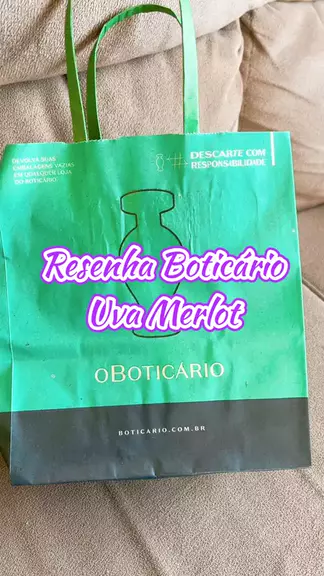 DEVOLVA SUAS
EMBALAGENS VAZIAS
EM QUALQUER LOJA
DO BOTICÁRIO
#DESCARTE COM
RESPONSABILIDADE
Resenha Boticário
Uva Merlot
oBOTICÁRIO
BOTICARIO.COM.BR